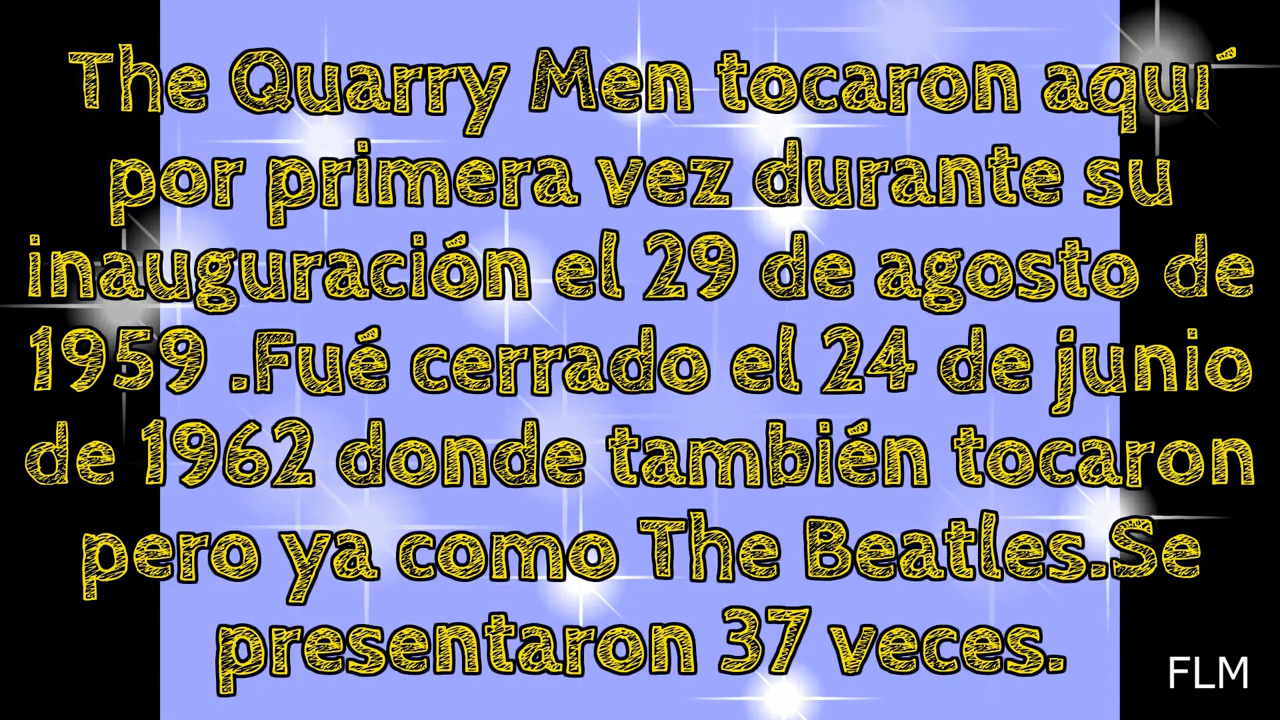 The Quarry Men tocaron aquí
por primera vez durante su
inauguración el 29 de agosto de
1959 .Fué cerrado el 24 de junio
de 1962 donde también tocaron
pero ya como The Beatles.Se
presentaron 37 veces.
FLM